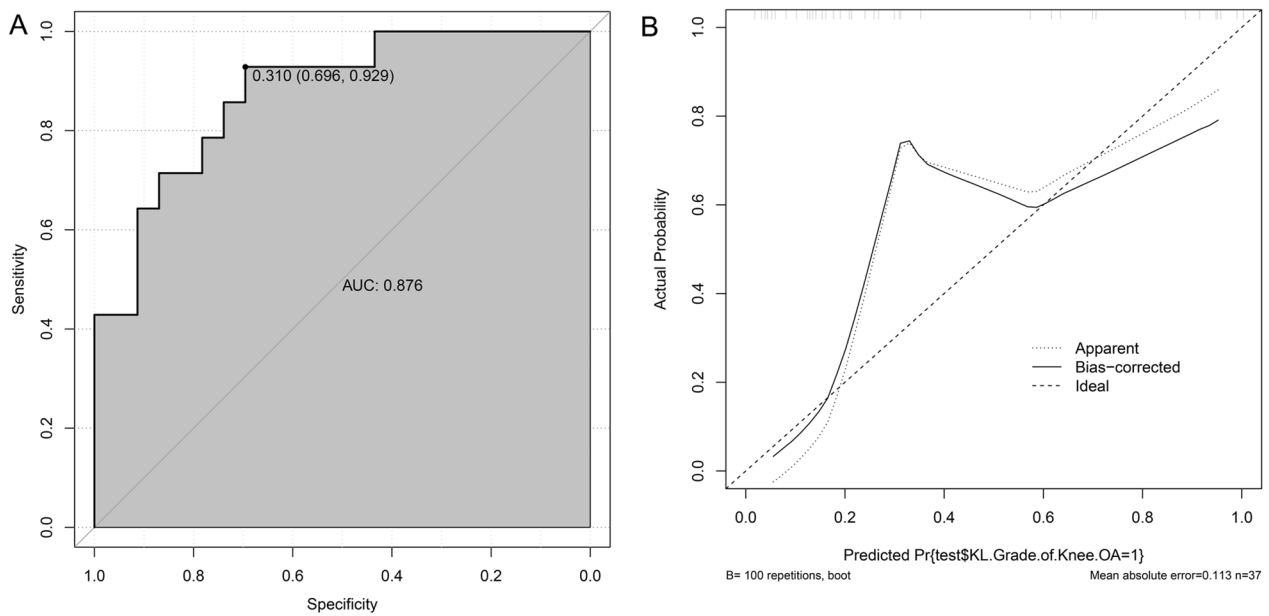 A
1.0
0.8
0.6
0.4
0.2
0.0
Sensitivity
0.310 (0.696, 0.929)
AUC: 0.876
1.0
0.8
0.6
0.4
0.2
0.0
Specificity
B
1.0
0.8
0.6
0.4
0.2
0.0
Actual Probability
Apparent
Bias−corrected
Ideal
0.0
0.2
0.4
0.6
0.8
1.0
Predicted Pr{test$KL.Grade.of.Knee.OA=1}
B= 100 repetitions, boot
Mean absolute error=0.113 n=37